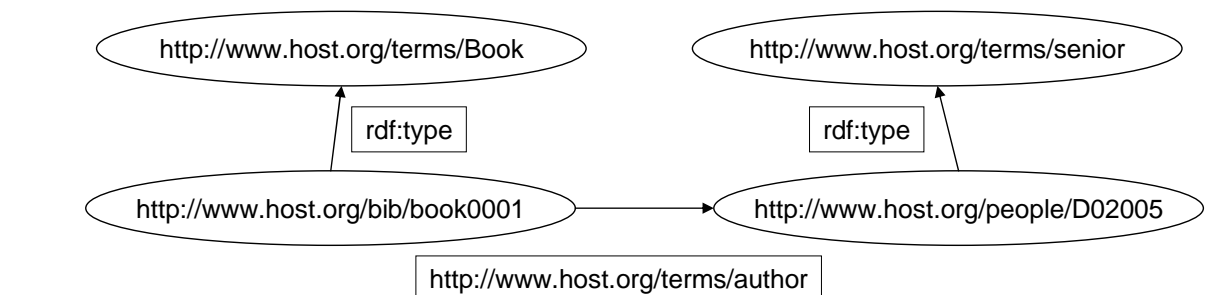 http://www.host.org/terms/Book
http://www.host.org/terms/senior
rdf:type
rdf:type
http://www.host.org/bib/book0001
http://www.host.org/people/D02005
http://www.host.org/terms/author